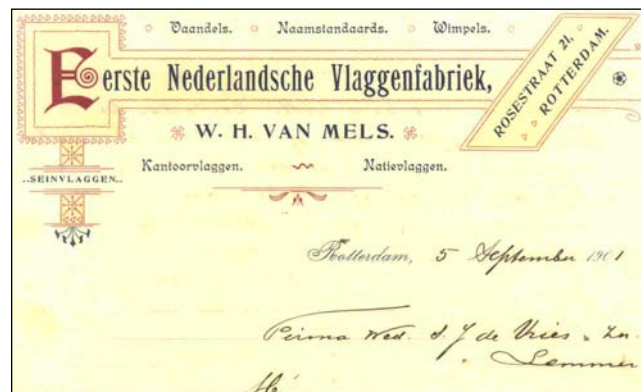 Vaandels. Naamstandaards. Wimpels.
Eerste Nederlandsche Vlaggenfabriek,
ROSESTRAAT 21,
ROTTERDAM.
W. H. VAN MELS.
Kantoorvlaggen. Natievlaggen.
..SEINVLAGGEN..
Rotterdam, 5 September 1901
Firma Wed. S. J de Vries & Zn.
Lemmer